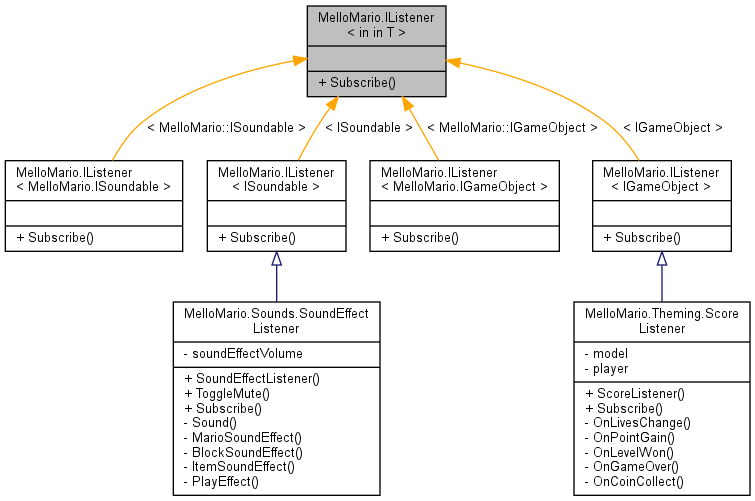 MelloMario.IListener
< in in T >
+ Subscribe()
< MelloMario::ISoundable >
< ISoundable >
< MelloMario::IGameObject >
< IGameObject >
MelloMario.IListener
< MelloMario.ISoundable >
+ Subscribe()
MelloMario.IListener
< ISoundable >
+ Subscribe()
MelloMario.IListener
< MelloMario.IGameObject >
+ Subscribe()
MelloMario.IListener
< IGameObject >
+ Subscribe()
MelloMario.Sounds.SoundEffect
Listener
- soundEffectVolume
+ SoundEffectListener()
+ ToggleMute()
+ Subscribe()
- Sound()
- MarioSoundEffect()
- BlockSoundEffect()
- ItemSoundEffect()
- PlayEffect()
MelloMario.Theming.Score
Listener
- model
- player
+ ScoreListener()
+ Subscribe()
- OnLivesChange()
- OnPointGain()
- OnLevelWon()
- OnGameOver()
- OnCoinCollect()